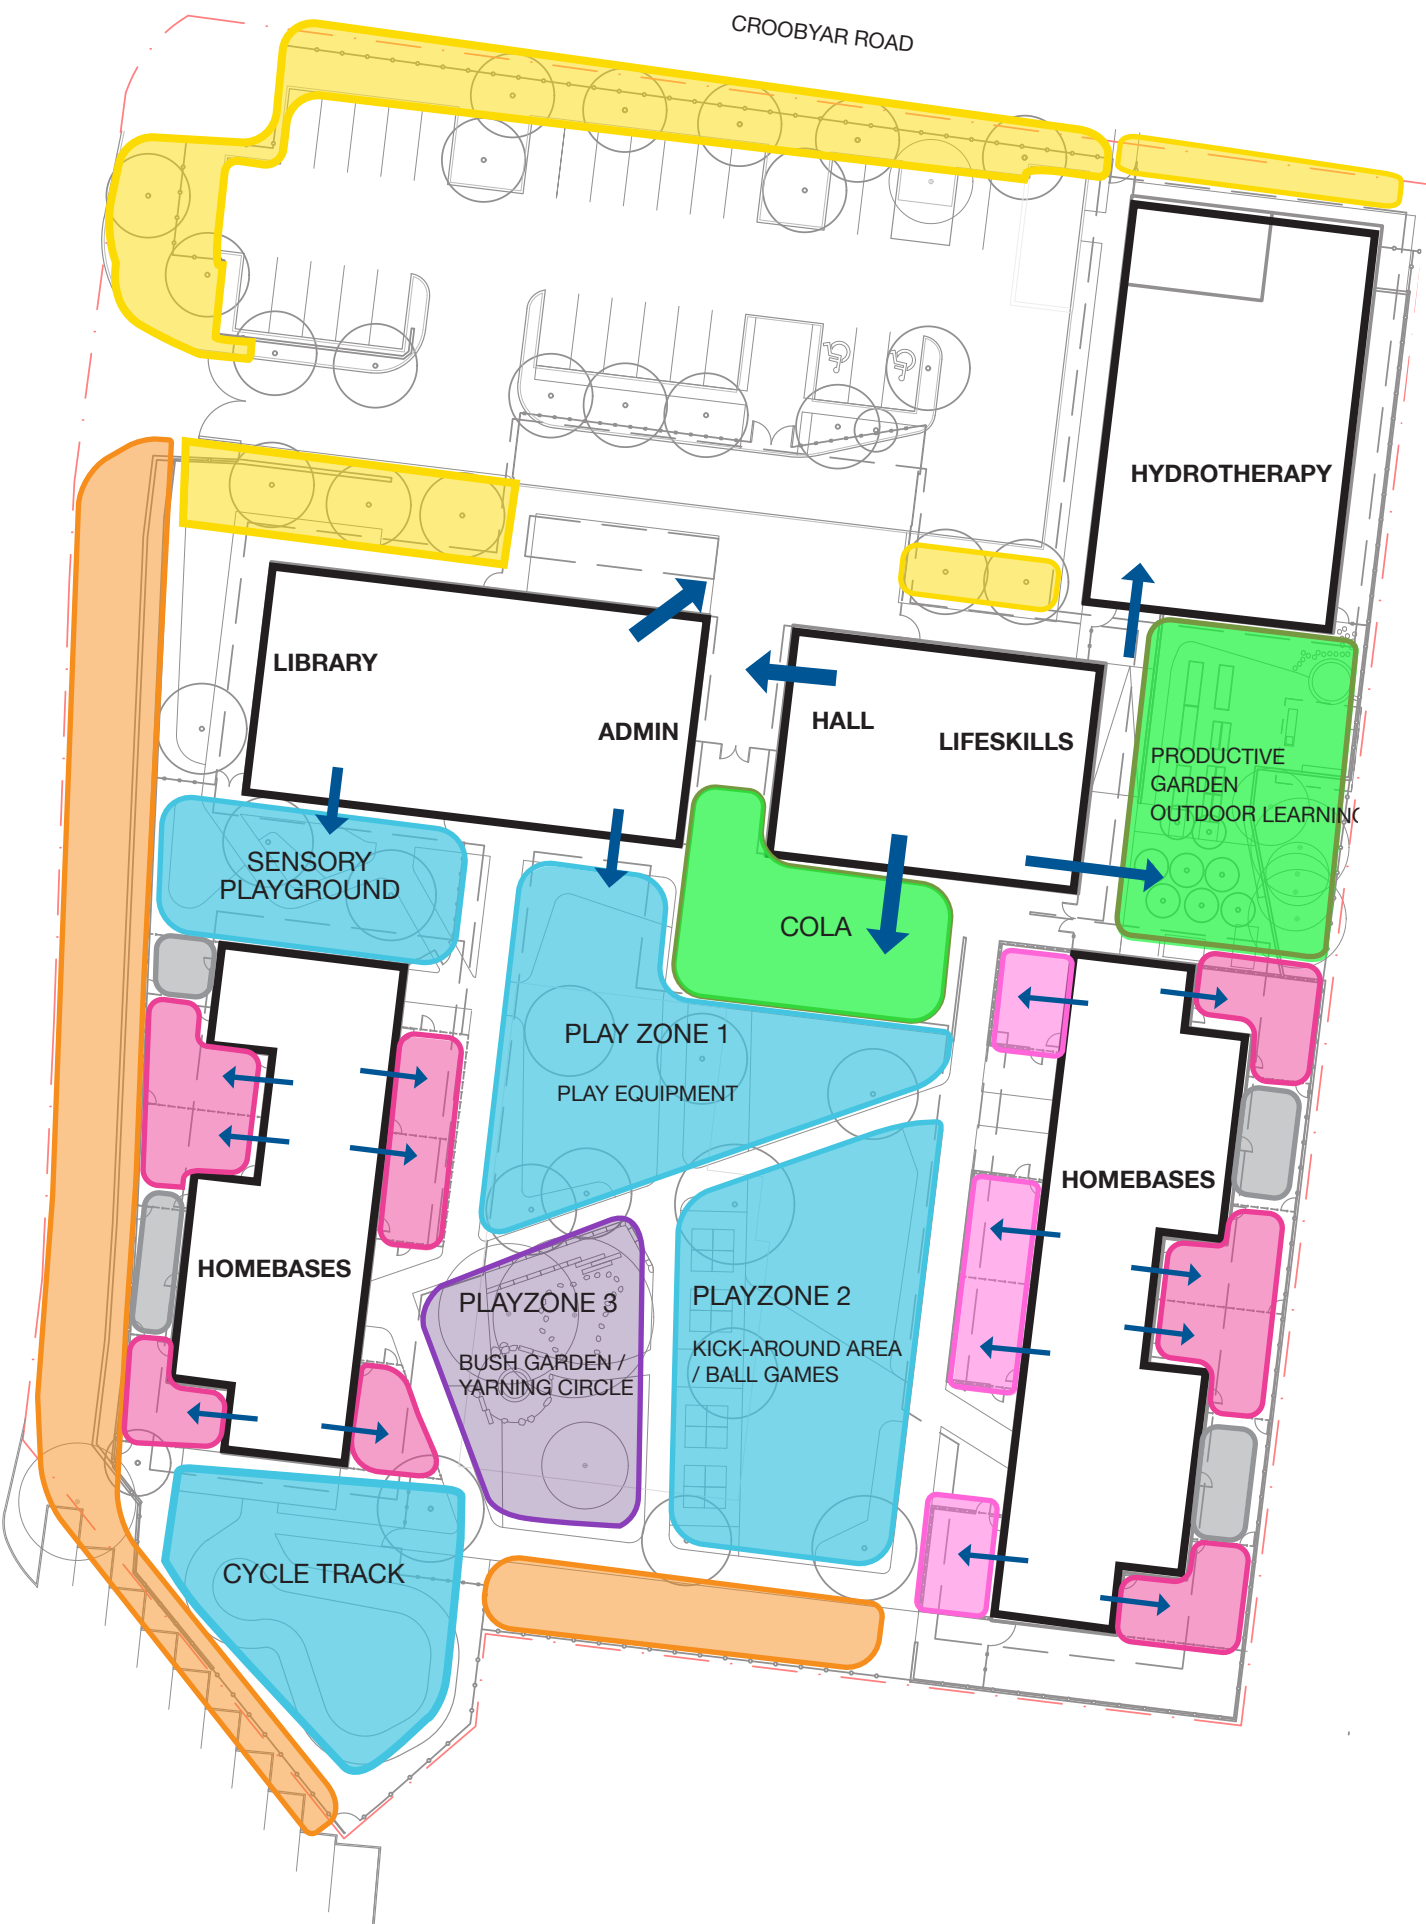 CROOBYAR ROAD
HYDROTHERAPY
LIBRARY
ADMIN
HALL
LIFESKILLS
PRODUCTIVE
GARDEN
OUTDOOR LEARNING
SENSORY
PLAYGROUND
COLA
PLAY ZONE 1
PLAY EQUIPMENT
HOMEBASES
HOMEBASES
PLAYZONE 3
BUSH GARDEN /
YARNING CIRCLE
PLAYZONE 2
KICK-AROUND AREA
/ BALL GAMES
CYCLE TRACK